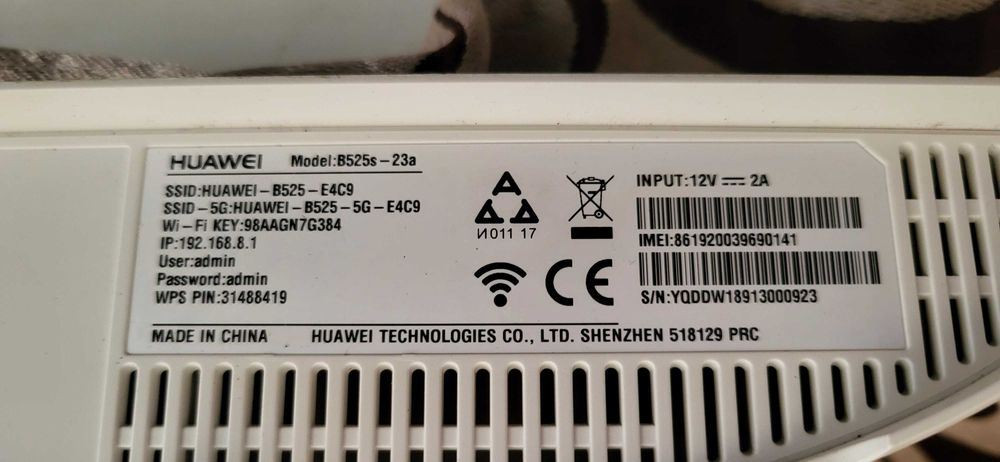 HUAWEI Model:B525s-23a
SSID:HUAWEI-B525-E4C9
SSID-5G:HUAWEI-B525-5G-E4C9
Wi-Fi KEY:98AAGN7G384
IP:192.168.8.1
User:admin
Password:admin
WPS PIN:31488419
A
A A
И011 17
CE
INPUT:12V ⎓ 2A
IMEI:861920039690141
S/N:YQDDW18913000923
MADE IN CHINA HUAWEI TECHNOLOGIES CO., LTD. SHENZHEN 518129 PRC